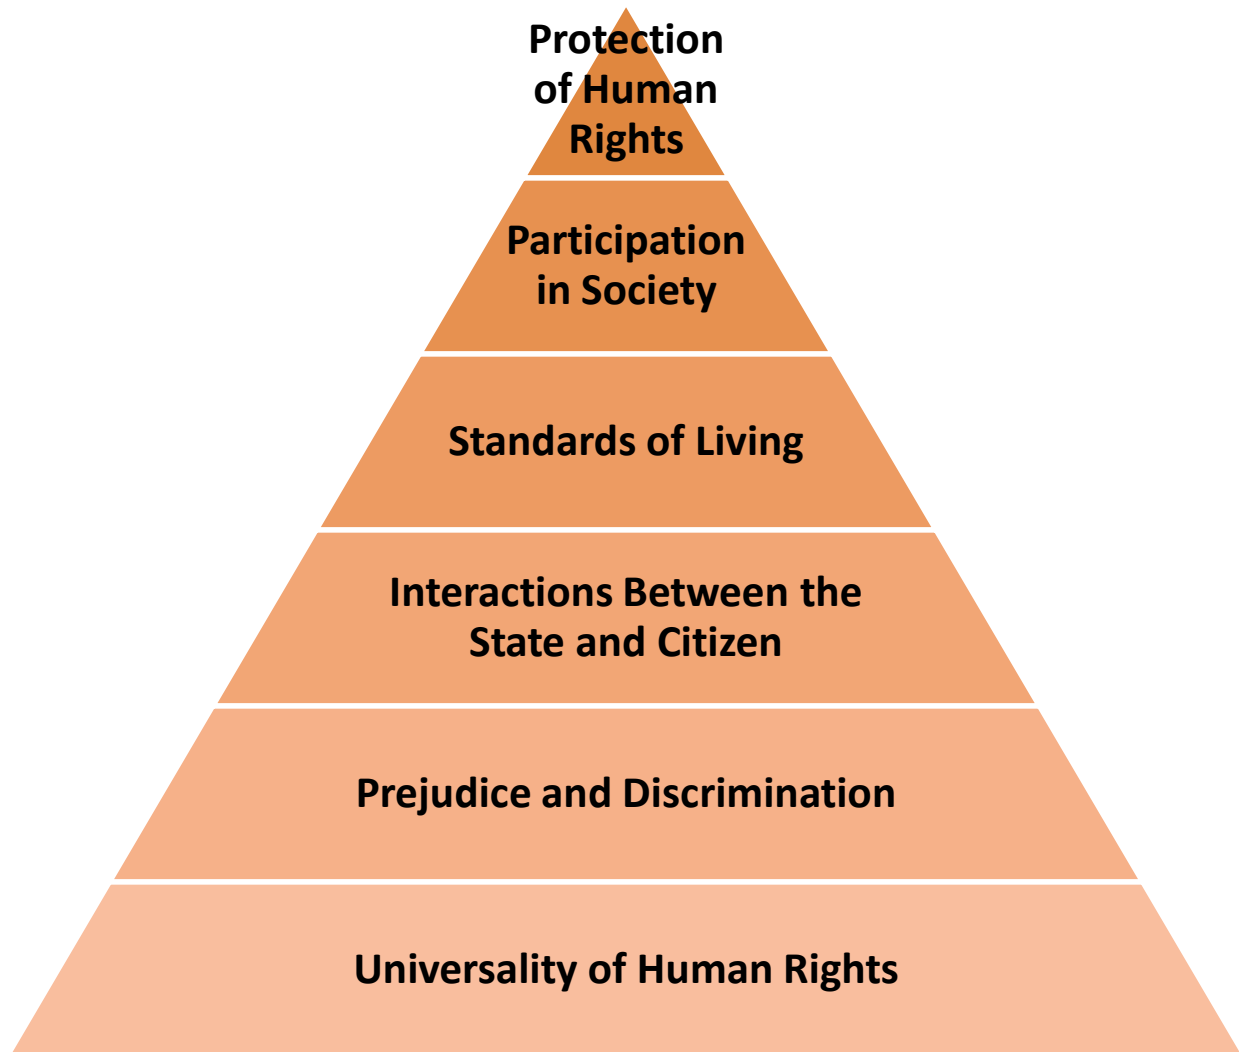 Protection
of Human
Rights
Participation
in Society
Standards of Living
Interactions Between the
State and Citizen
Prejudice and Discrimination
Universality of Human Rights